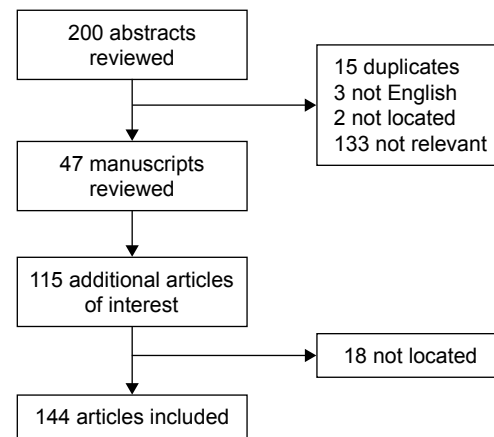 200 abstracts
reviewed
15 duplicates
3 not English
2 not located
133 not relevant
47 manuscripts
reviewed
115 additional articles
of interest
18 not located
144 articles included